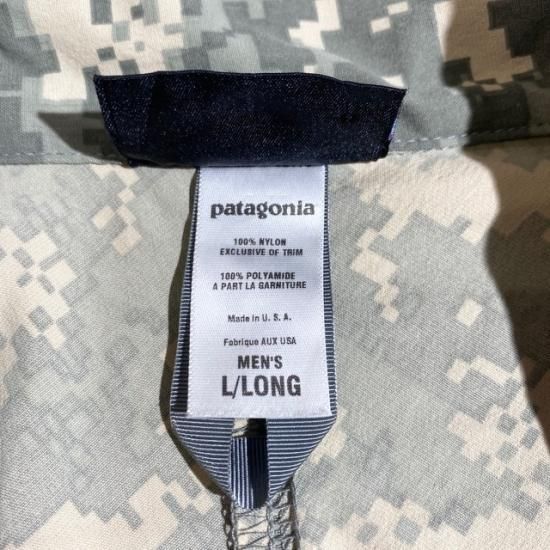 patagonia
100% NYLON
EXCLUSIVE OF TRIM
100% POLYAMIDE
A PART LA GARNITURE
Made in U. S. A.
Fabrique AUX USA
MEN'S
L/LONG